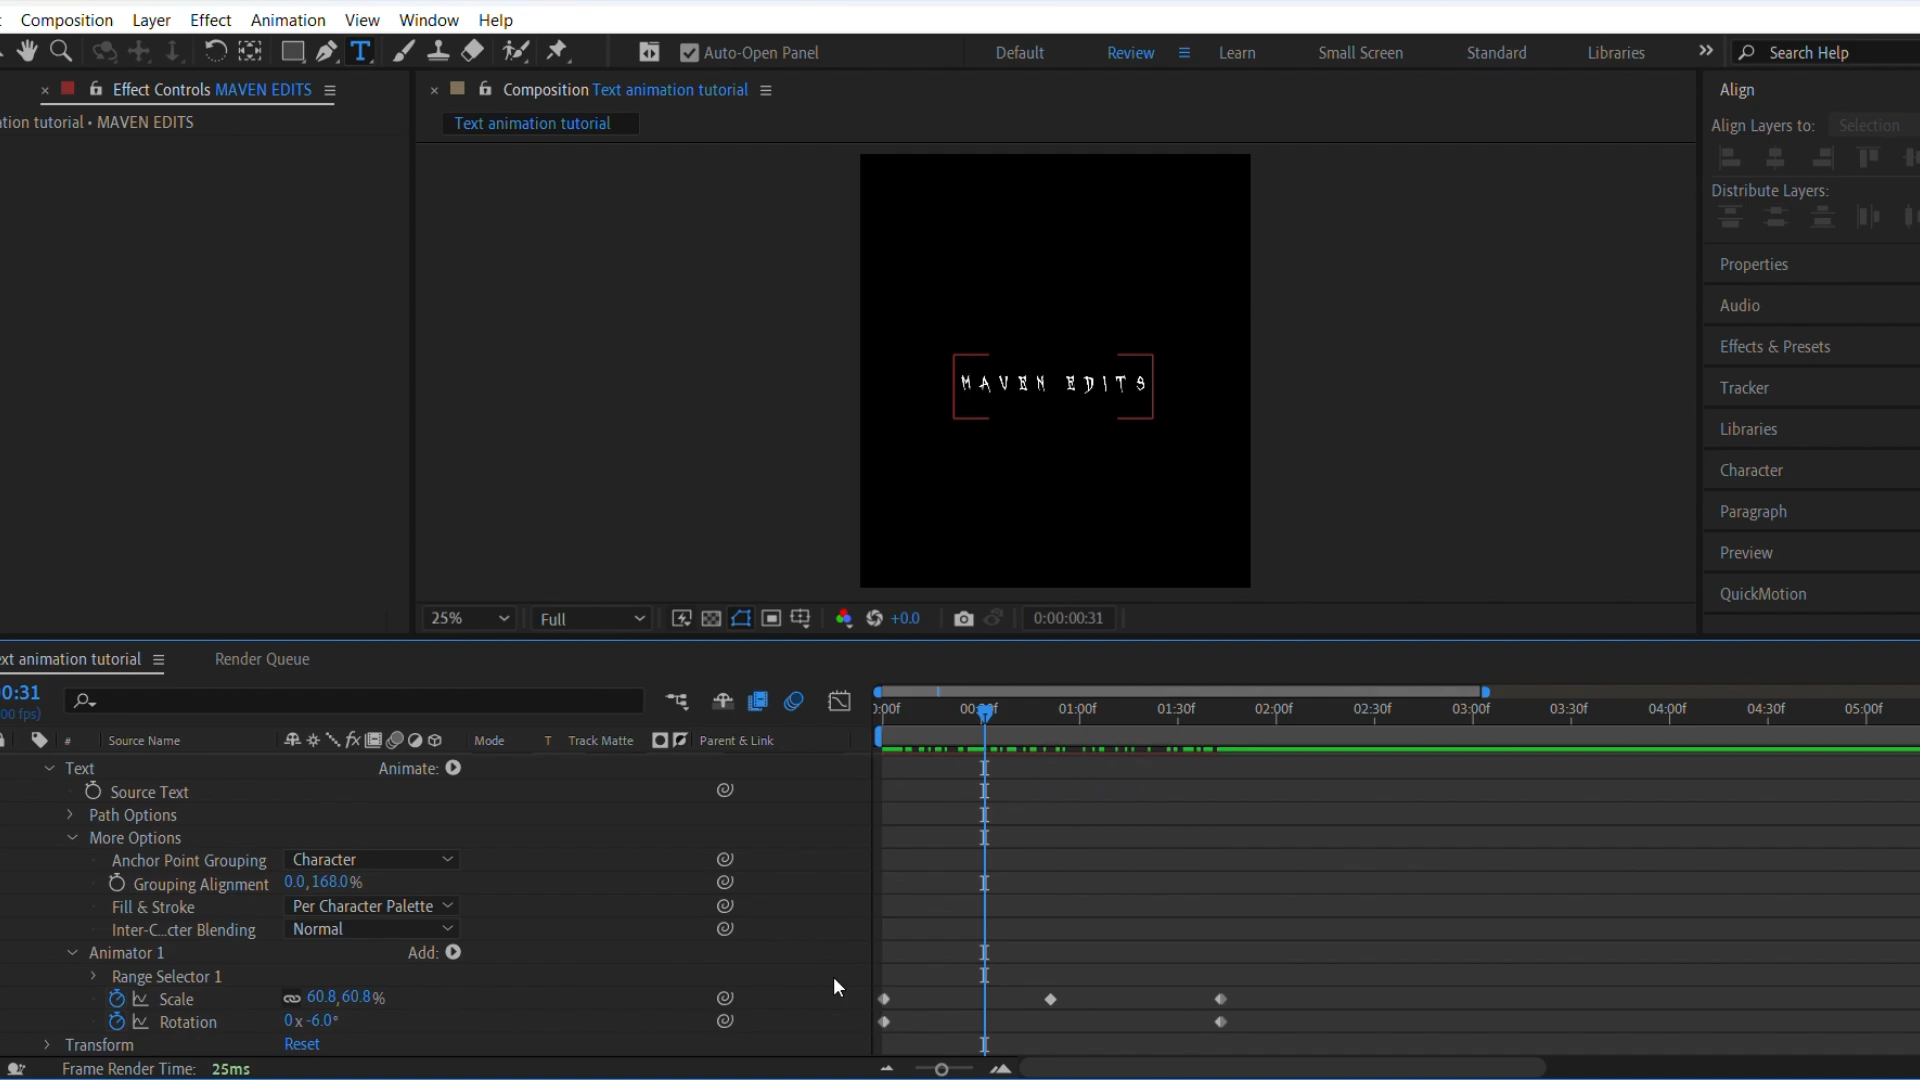 Composition Layer Effect Animation View Window Help
Auto-Open Panel Default Review Learn Small Screen Standard Libraries Search Help
Effect Controls MAVEN EDITS
tion tutorial • MAVEN EDITS
Composition Text animation tutorial
Text animation tutorial
MAVEN EDITS
25% Full +0.0 0:00:00:31
Align
Align Layers to: Selection
Distribute Layers:
Properties
Audio
Effects & Presets
Tracker
Libraries
Character
Paragraph
Preview
QuickMotion
ext animation tutorial Render Queue
0:31
00 fps)
# Source Name Mode T Track Matte Parent & Link
):00f 01:00f 01:30f 02:00f 02:30f 03:00f 03:30f 04:00f 04:30f 05:00f
Text Animate:
Source Text
Path Options
More Options
Anchor Point Grouping Character
Grouping Alignment 0.0,168.0%
Fill & Stroke Per Character Palette
Inter-C...cter Blending Normal
Animator 1 Add:
Range Selector 1
Scale 60.8,60.8%
Rotation 0x-6.0°
Transform Reset
Frame Render Time: 25ms